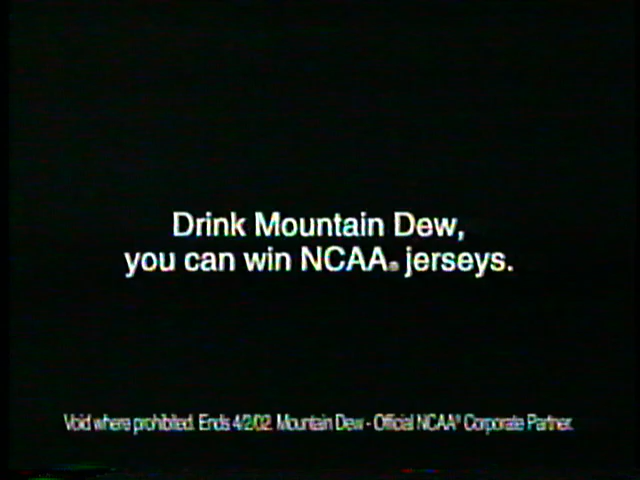 Drink Mountain Dew,
you can win NCAA® jerseys.
Void where prohibited. Ends 4/2/02. Mountain Dew - Official NCAA® Corporate Partner.